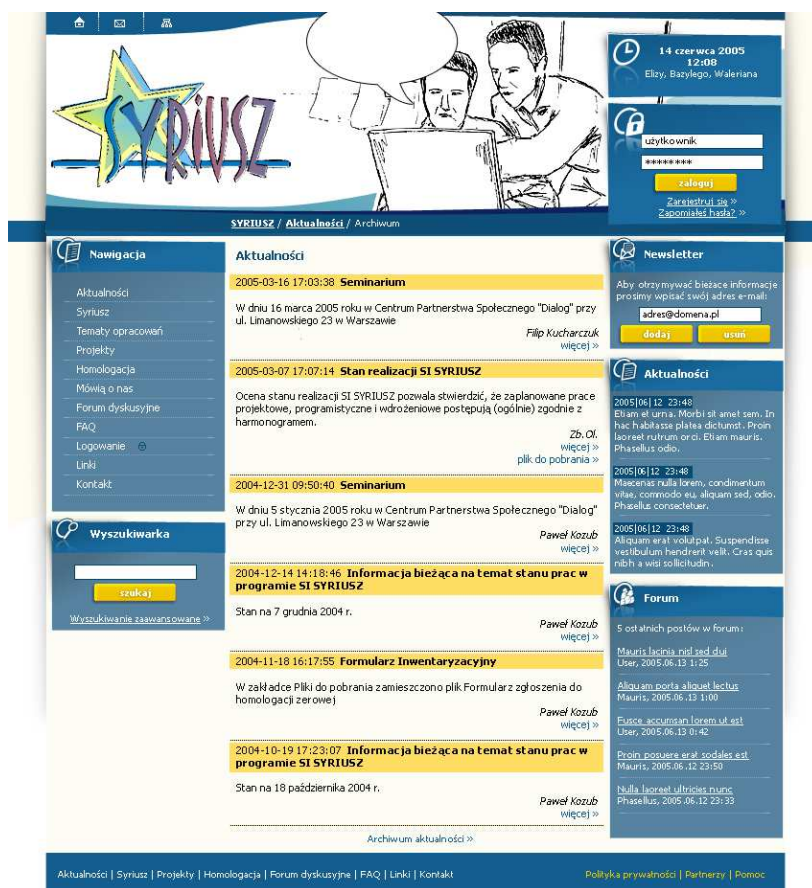 SYRIUSZ
14 czerwca 2005
12:08
Elizy, Bazylego, Waleriana
użytkownik
********
zaloguj
Zarejestruj się »
Zapomiałeś hasła? »
SYRIUSZ / Aktualności / Archiwum
Nawigacja
Aktualności
Syriusz
Tematy opracowań
Projekty
Homologacja
Mówią o nas
Forum dyskusyjne
FAQ
Logowanie
Linki
Kontakt
Wyszukiwarka
szukaj
Wyszukiwanie zaawansowane »
Aktualności
2005-03-16 17:03:38 Seminarium
W dniu 16 marca 2005 roku w Centrum Partnerstwa Społecznego "Dialog" przy
ul. Limanowskiego 23 w Warszawie
Filip Kucharczuk
więcej »
2005-03-07 17:07:14 Stan realizacji SI SYRIUSZ
Ocena stanu realizacji SI SYRIUSZ pozwala stwierdzić, że zaplanowane prace
projektowe, programistyczne i wdrożeniowe postępują (ogólnie) zgodnie z
harmonogramem.
Zb.Ol.
więcej »
plik do pobrania »
2004-12-31 09:50:40 Seminarium
W dniu 5 stycznia 2005 roku w Centrum Partnerstwa Społecznego "Dialog"
przy ul. Limanowskiego 23 w Warszawie
Paweł Kozub
więcej »
2004-12-14 14:18:46 Informacja bieżąca na temat stanu prac w
programie SI SYRIUSZ
Stan na 7 grudnia 2004 r.
Paweł Kozub
więcej »
2004-11-18 16:17:55 Formularz Inwentaryzacyjny
W zakładce Pliki do pobrania zamieszczono plik Formularz zgłoszenia do
homologacji zerowej
Paweł Kozub
więcej »
2004-10-19 17:23:07 Informacja bieżąca na temat stanu prac w
programie SI SYRIUSZ
Stan na 18 października 2004 r.
Paweł Kozub
więcej »
Archiwum aktualności »
Newsletter
Aby otrzymywać bieżace informacje
prosimy wpisać swój adres e-mail:
adres@domena.pl
dodaj usuń
Aktualności
2005|06|12 23:48
Etiam et urna. Morbi sit amet sem. In
hac habitasse platea dictumst. Proin
laoreet rutrum orci. Etiam mauris.
Phasellus odio.
2005|06|12 23:48
Maecenas nulla lorem, condimentum
vitae, commodo eu, aliquam sed, odio.
Phasellus consectetuer.
2005|06|12 23:48
Aliquam erat volutpat. Suspendisse
vestibulum hendrerit velit. Cras quis
nibh a wisi sollicitudin.
Forum
5 ostatnich postów w forum:
Mauris lacinia nisl sed dui
User, 2005.06.13 1:25
Aliquam porta aliquet lectus
Mauris, 2005.06.13 1:00
Fusce accumsan lorem ut est
User, 2005.06.13 0:42
Proin posuere erat sodales est
Mauris, 2005.06.12 23:50
Nulla laoreet ultricies nunc
Phasellus, 2005.06.12 23:33
Aktualności | Syriusz | Projekty | Homologacja | Forum dyskusyjne | FAQ | Linki | Kontakt
Polityka prywatności | Partnerzy | Pomoc